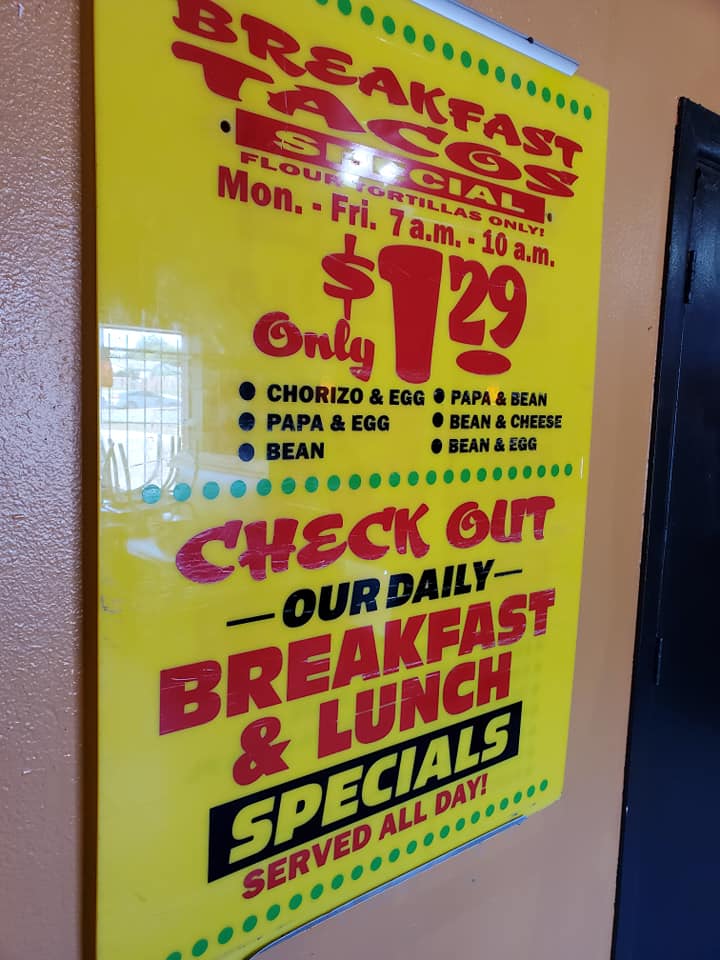 BREAKFAST
TACOS
SPECIAL
FLOUR TORTILLAS ONLY!
Mon. - Fri. 7 a.m. - 10 a.m.
Only $1.29
• CHORIZO & EGG • PAPA & BEAN
• PAPA & EGG • BEAN & CHEESE
• BEAN • BEAN & EGG
CHECK OUT
—OUR DAILY—
BREAKFAST
& LUNCH
SPECIALS
SERVED ALL DAY!